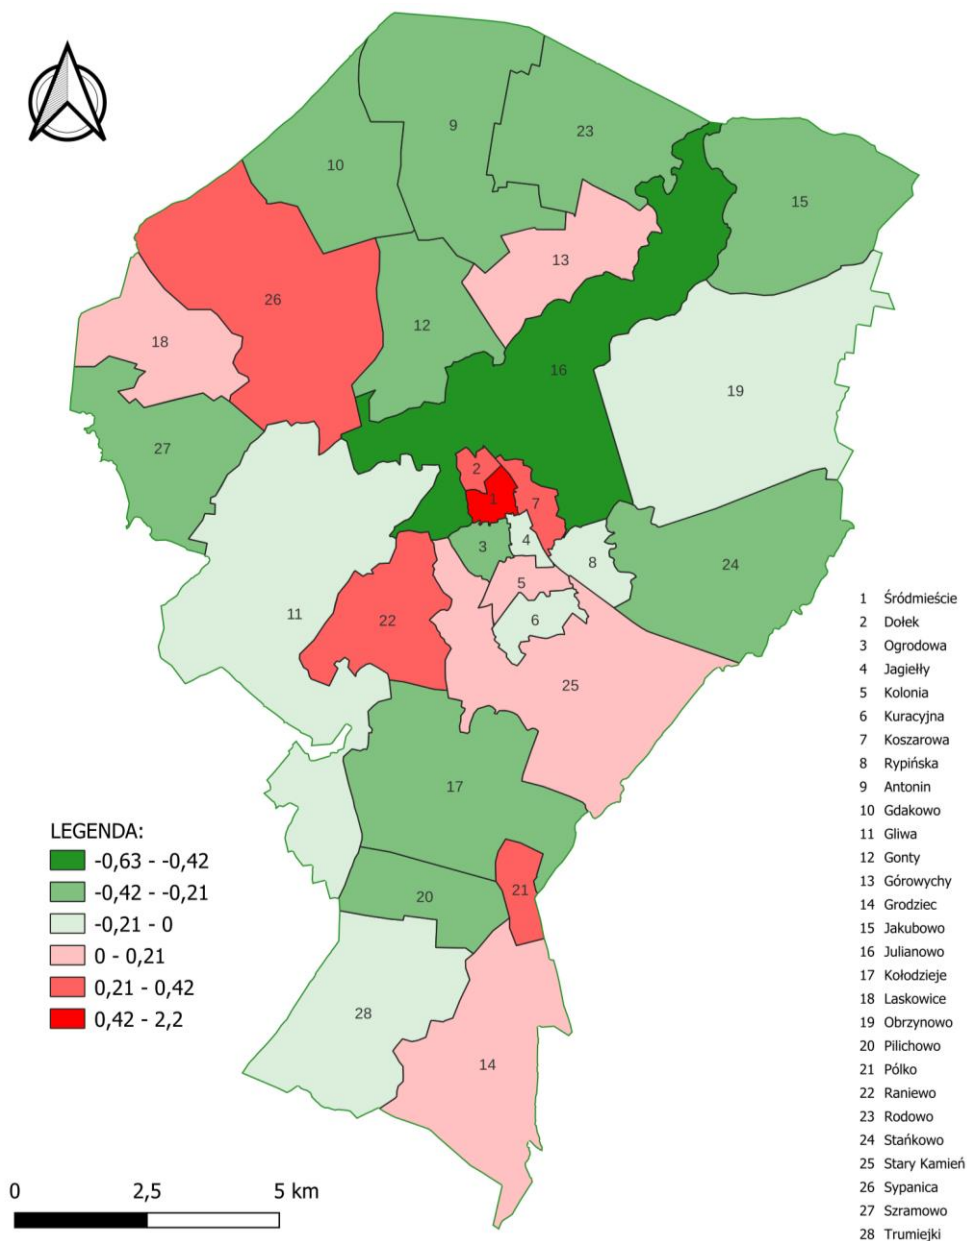 9
23
10
15
13
26
12
18
16
19
27
2
1
7
3
4
8
24
5
11
22
6
25
17
21
20
28
14
LEGENDA:
-0,63 - -0,42
-0,42 - -0,21
-0,21 - 0
0 - 0,21
0,21 - 0,42
0,42 - 2,2
0 2,5 5 km
1 Śródmieście
2 Dołek
3 Ogrodowa
4 Jagiełły
5 Kolonia
6 Kuracyjna
7 Koszarowa
8 Rypińska
9 Antonin
10 Gdakowo
11 Gliwa
12 Gonty
13 Górowychy
14 Grodziec
15 Jakubowo
16 Julianowo
17 Kołodzieje
18 Laskowice
19 Obrzynowo
20 Pilichowo
21 Pólko
22 Raniewo
23 Rodowo
24 Stańkowo
25 Stary Kamień
26 Sypanica
27 Szramowo
28 Trumiejki